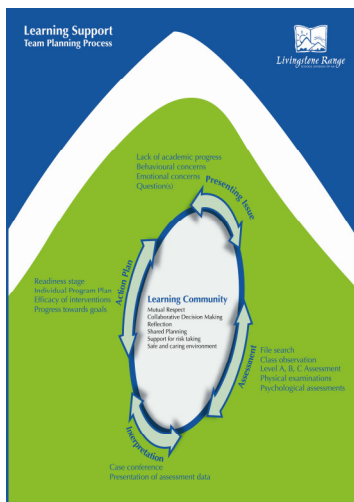 Learning Support
Team Planning Process
Livingstone Range
Lack of academic progress
Behavioural concerns
Emotional concerns
Question(s)
Presenting Issue
Action Plan
Readiness stage
Individual Program Plan
Efficacy of interventions
Progress towards goals
Learning Community
Mutual Respect
Collaborative Decision Making
Reflection
Shared Planning
Support for risk taking
Safe and caring environment
Assessment
File search
Class observation
Level A, B, C Assessment
Physical examinations
Psychological assessments
Interpretation
Case conference
Presentation of assessment data